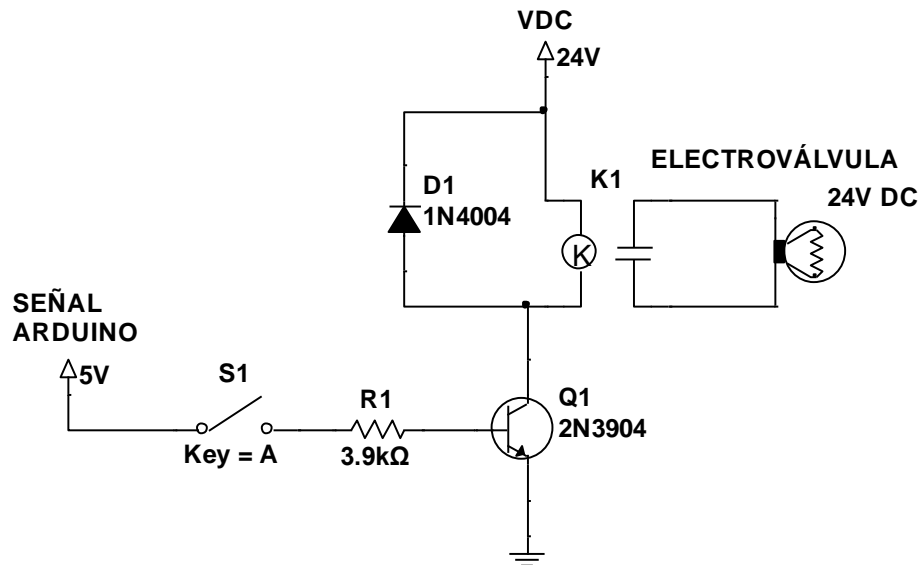 VDC
24V
D1
1N4004
K1
K
ELECTROVÁLVULA
24V DC
SEÑAL
ARDUINO
5V
S1
Key = A
R1
3.9kΩ
Q1
2N3904